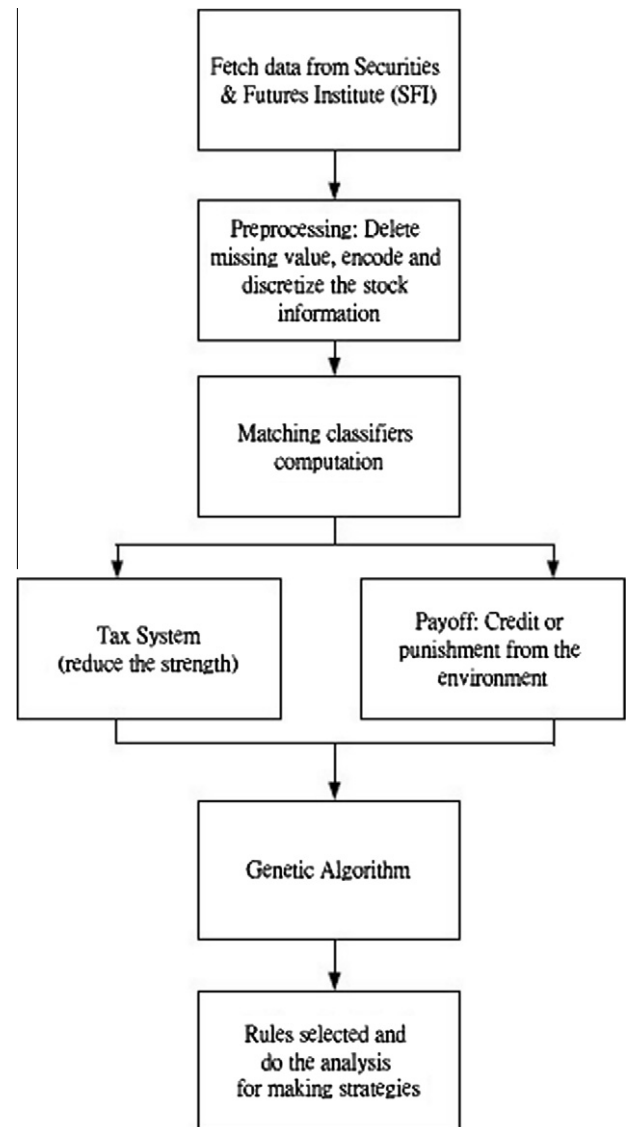 Fetch data from Securities
& Futures Institute (SFI)
Preprocessing: Delete
missing value, encode and
discretize the stock
information
Matching classifiers
computation
Tax System
(reduce the strength)
Payoff: Credit or
punishment from the
environment
Genetic Algorithm
Rules selected and
do the analysis
for making strategies